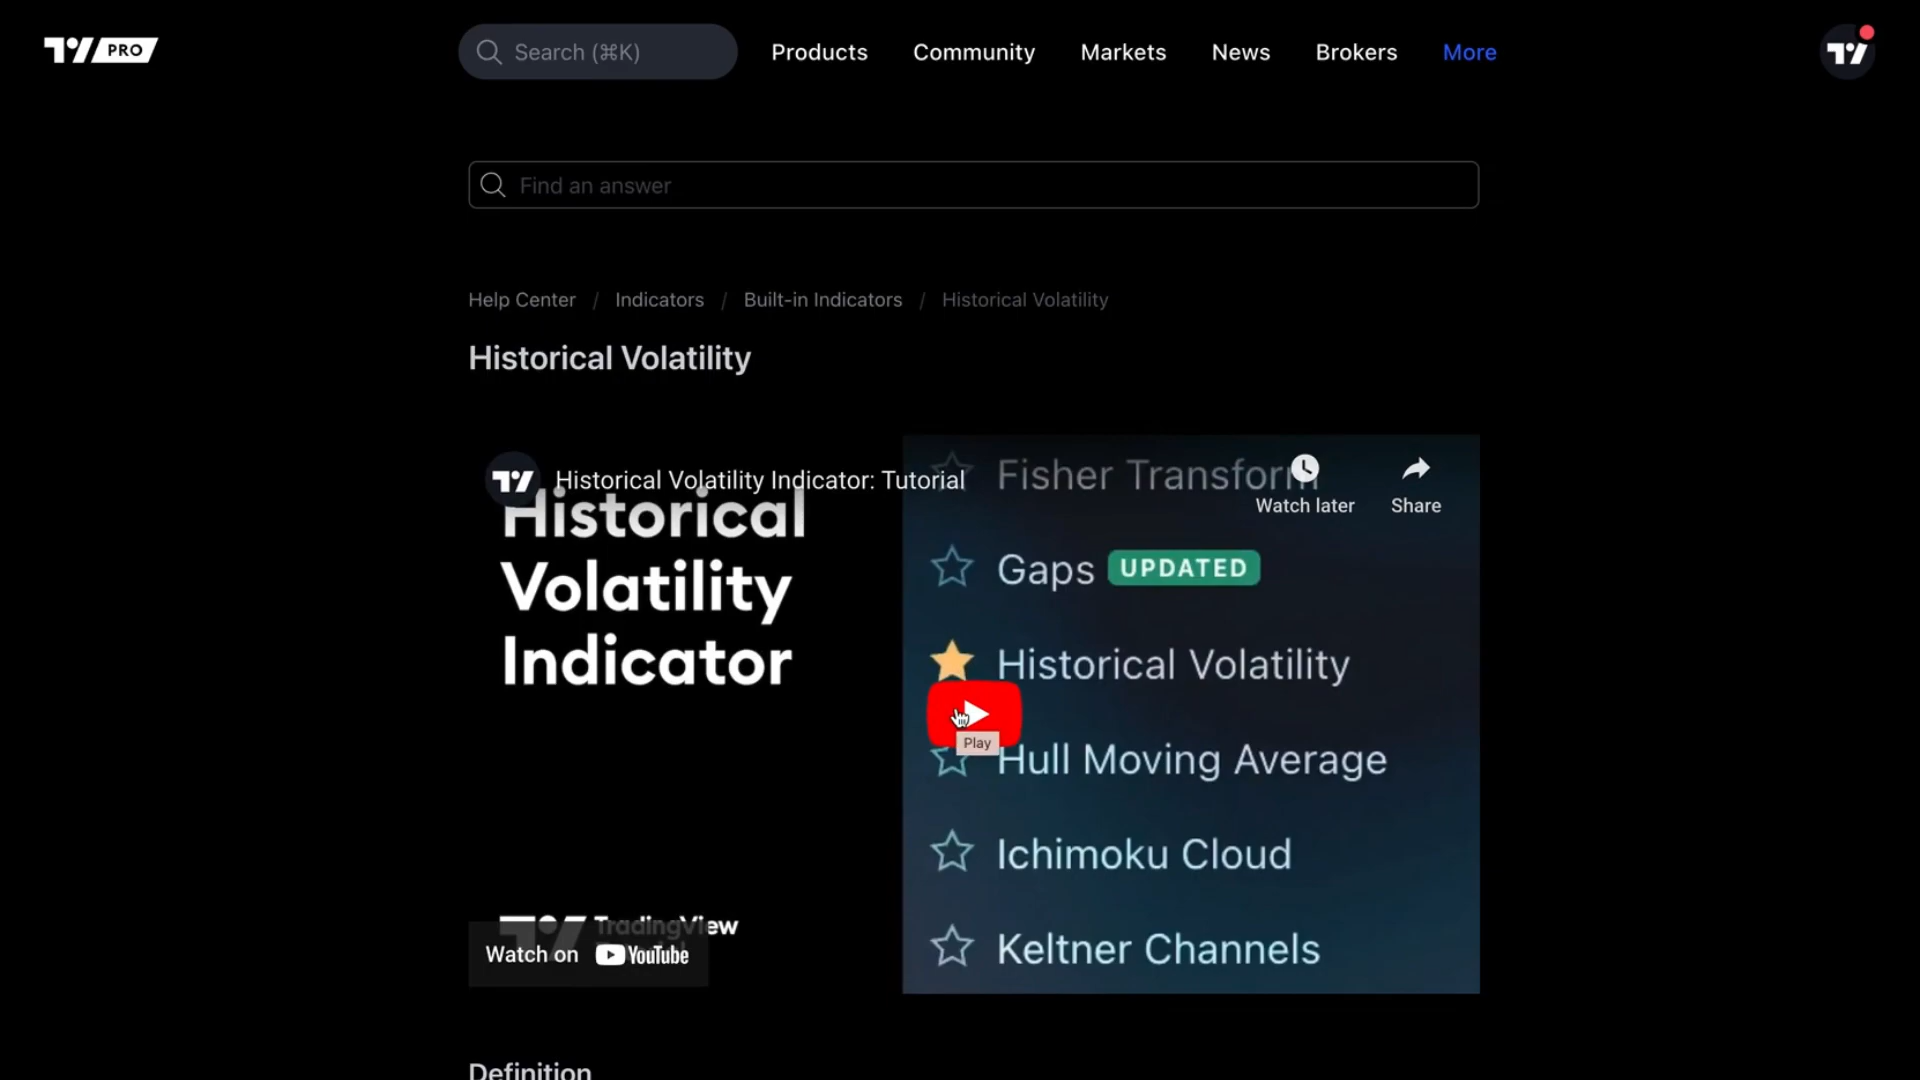 PRO
Search (⌘K)
Products
Community
Markets
News
Brokers
More
Find an answer
Help Center / Indicators / Built-in Indicators / Historical Volatility
Historical Volatility
Historical Volatility Indicator: Tutorial
Watch later
Share
Historical
Volatility
Indicator
Fisher Transform
Gaps UPDATED
Historical Volatility
Play
Hull Moving Average
Ichimoku Cloud
Keltner Channels
TradingView
Watch on YouTube
Definition